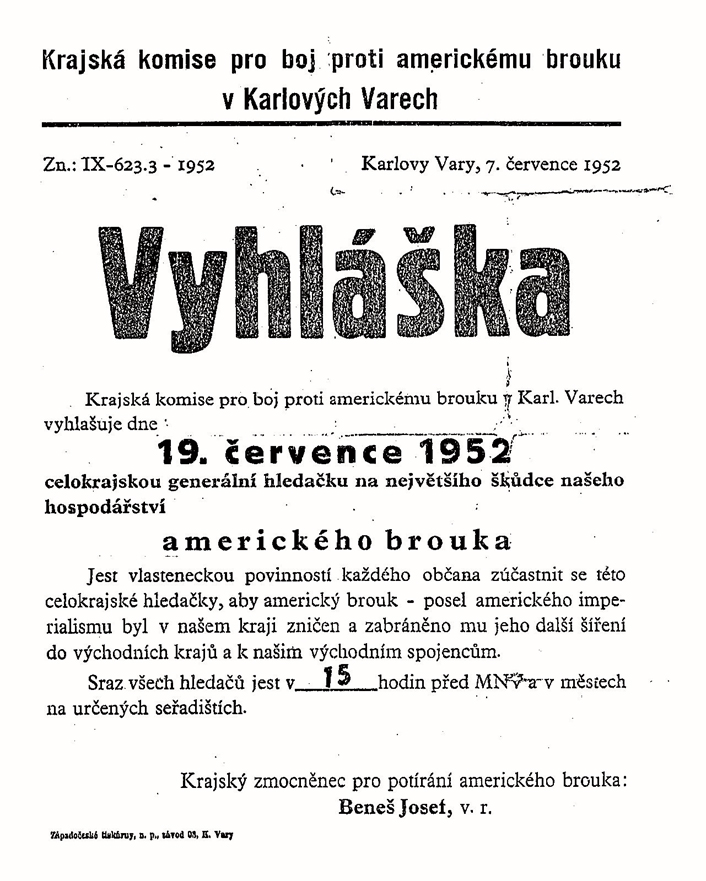 Krajská komise pro boj proti americkému brouku
v Karlových Varech
Zn.: IX-623.3 - 1952 Karlovy Vary, 7. července 1952
Vyhláška
Krajská komise pro boj proti americkému brouku v Karl. Varech
vyhlašuje dne
19. července 1952
celokrajskou generální hledačku na největšího škůdce našeho
hospodářství
amerického brouka
Jest vlasteneckou povinností každého občana zúčastnit se této
celokrajské hledačky, aby americký brouk - posel amerického impe-
rialismu byl v našem kraji zničen a zabráněno mu jeho další šíření
do východních krajů a k našim východním spojencům.
Sraz všech hledačů jest v 15 hodin před MNV a v městech
na určených seřadištích.
Krajský zmocněnec pro potírání amerického brouka:
Beneš Josef, v. r.
Západočeské tiskárny, n. p., závod 03, K. Vary